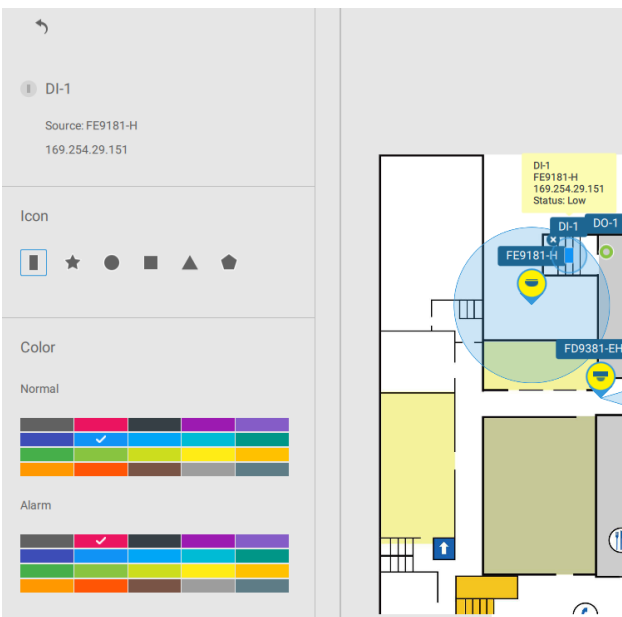 DI-1
Source: FE9181-H
169.254.29.151
Icon
Color
Normal
Alarm
DI-1
FE9181-H
169.254.29.151
Status: Low
DI-1
DO-1
FE9181-H
FD9381-EH